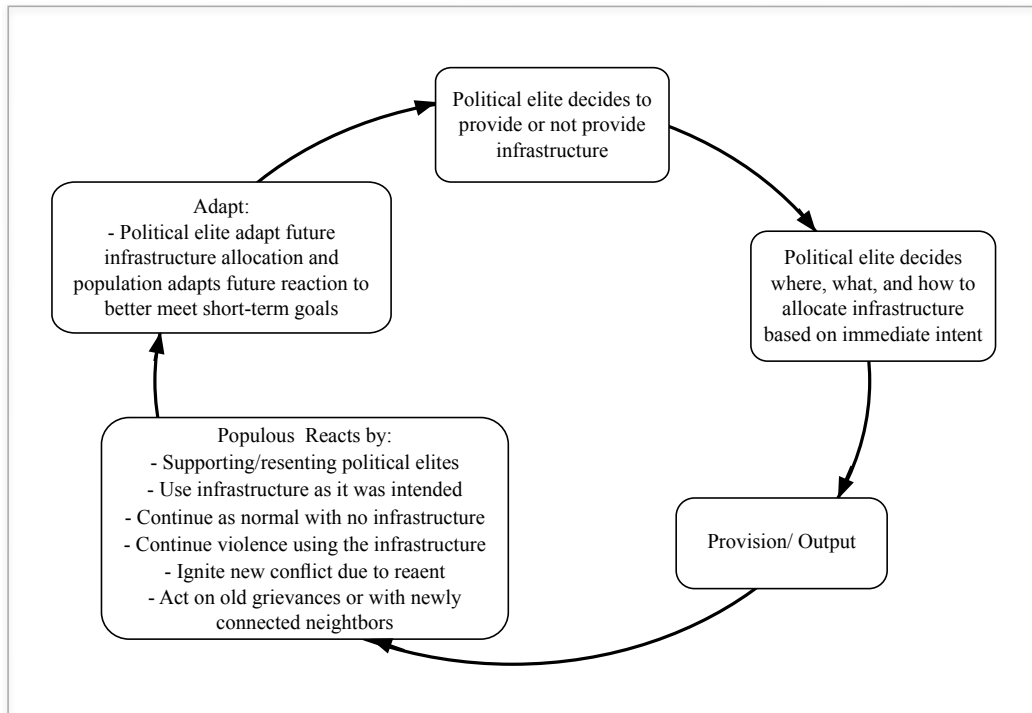 Political elite decides to
provide or not provide
infrastructure
Political elite decides
where, what, and how to
allocate infrastructure
based on immediate intent
Provision/ Output
Populous  Reacts by:
- Supporting/resenting political elites
- Use infrastructure as it was intended
- Continue as normal with no infrastructure
- Continue violence using the infrastructure
- Ignite new conflict due to reaent
- Act on old grievances or with newly
connected neightbors
Adapt:
- Political elite adapt future
infrastructure allocation and
population adapts future reaction to
better meet short-term goals